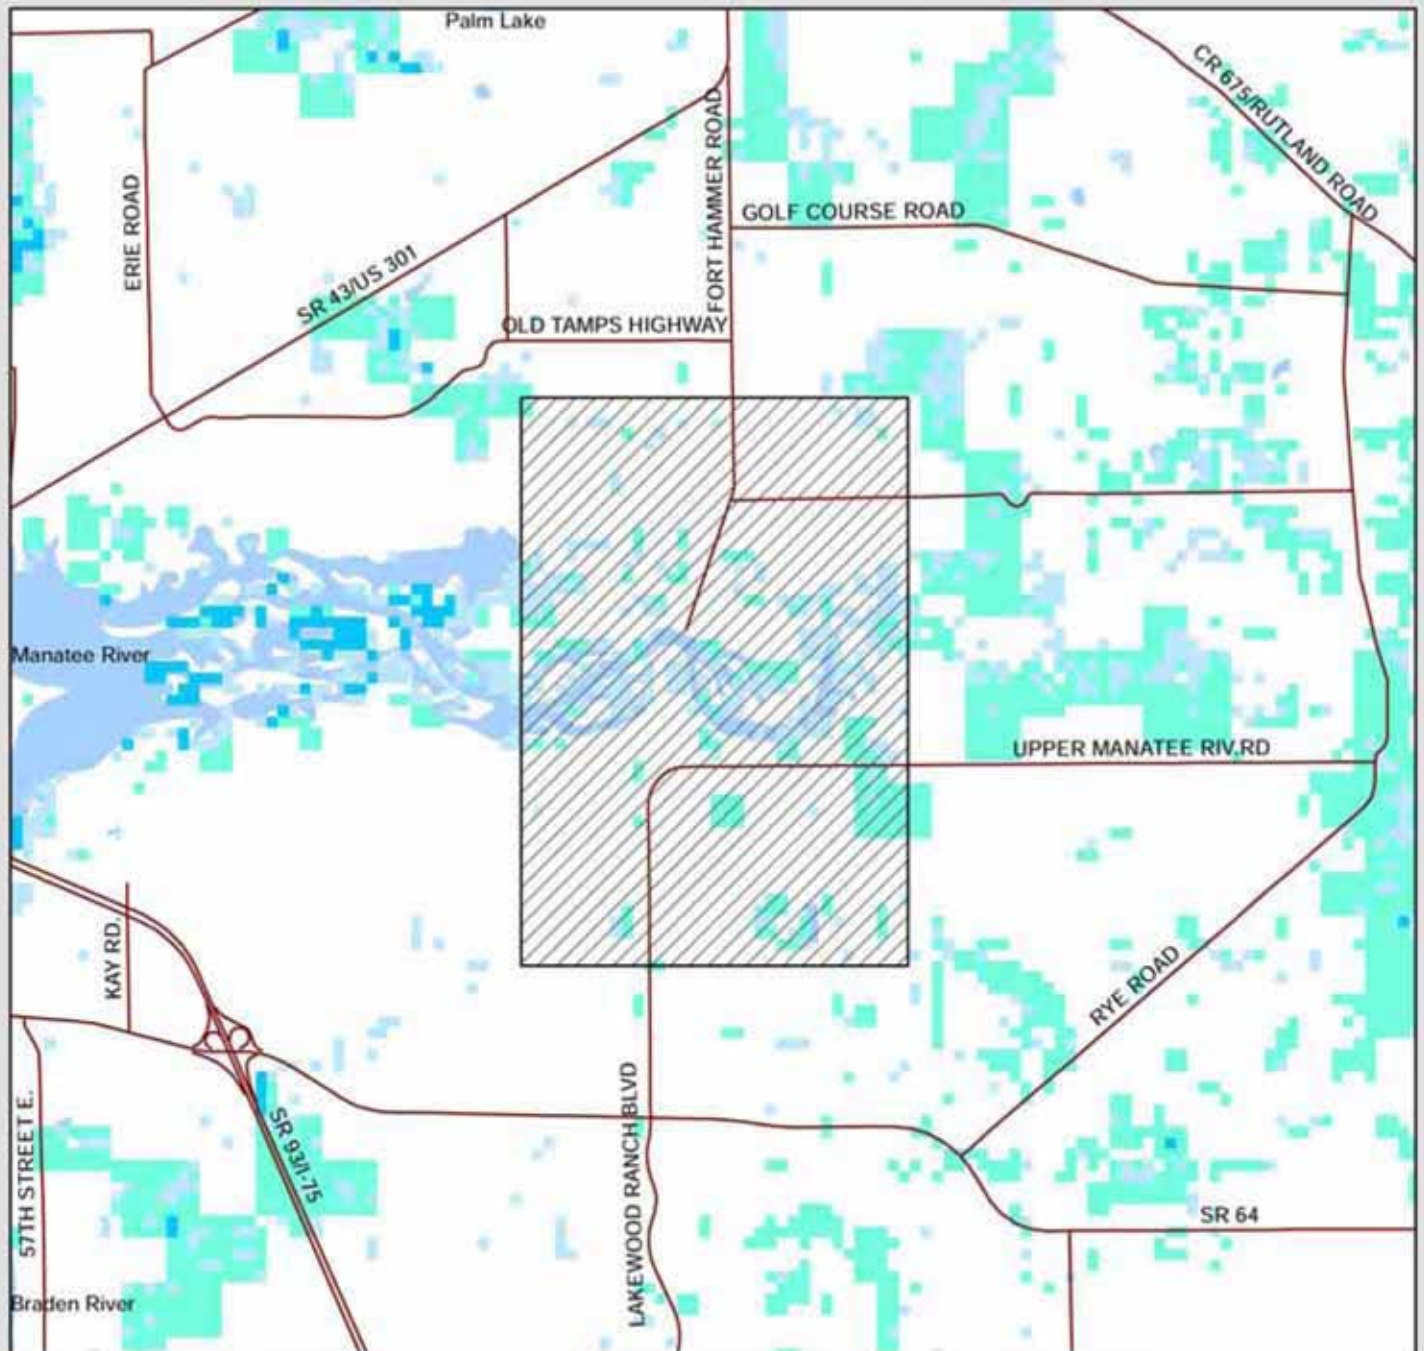 Palm Lake
CR 675/RUTLAND ROAD
FORT HAMMER ROAD
ERIE ROAD
GOLF COURSE ROAD
SR 43/US 301
OLD TAMPS HIGHWAY
Manatee River
UPPER MANATEE RIV.RD
KAY RD.
RYE ROAD
57TH STREET E.
SR 93/I-75
LAKEWOOD RANCH BLVD
SR 64
Braden River